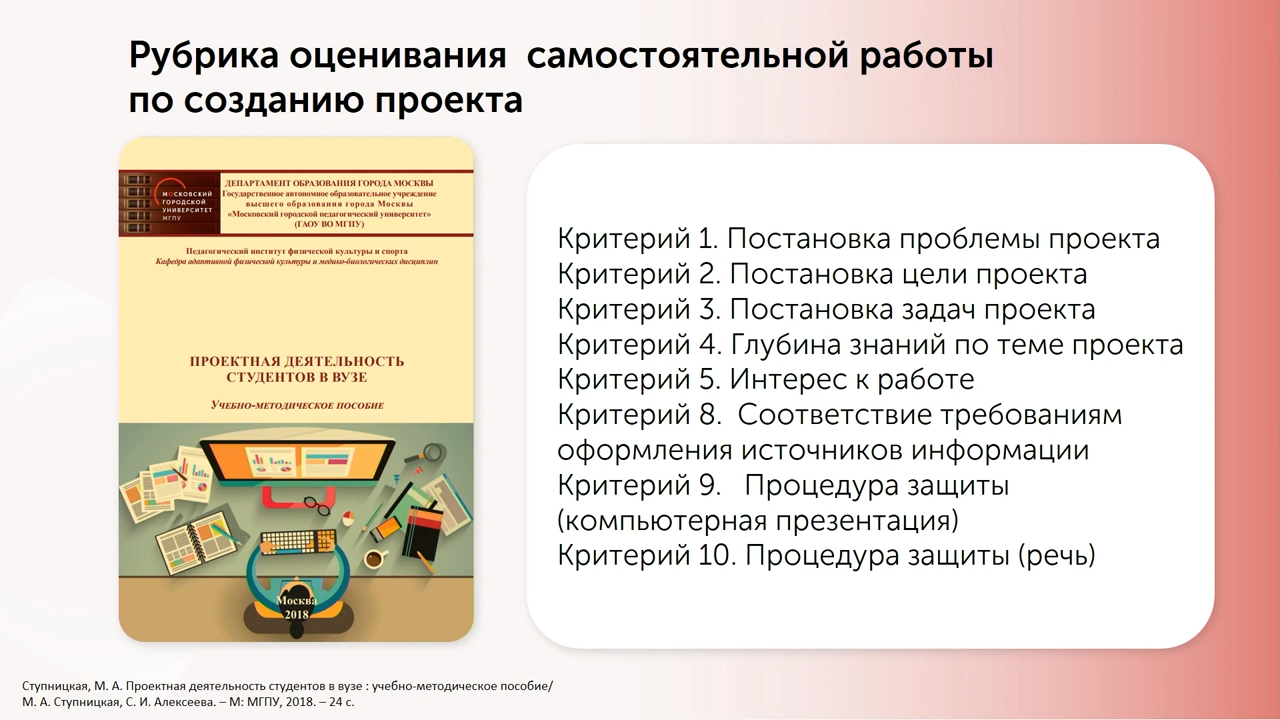 Рубрика оценивания самостоятельной работы
по созданию проекта
МОСКОВСКИЙ
ГОРОДСКОЙ
УНИВЕРСИТЕТ
МГПУ
ДЕПАРТАМЕНТ ОБРАЗОВАНИЯ ГОРОДА МОСКВЫ
Государственное автономное образовательное учреждение
высшего образования города Москвы
«Московский городской педагогический университет»
(ГАОУ ВО МГПУ)
Педагогический институт физической культуры и спорта
Кафедра адаптивной физической культуры и медико-биологических дисциплин
ПРОЕКТНАЯ ДЕЯТЕЛЬНОСТЬ
СТУДЕНТОВ В ВУЗЕ
Учебно-методическое пособие
Москва
2018
Критерий 1. Постановка проблемы проекта
Критерий 2. Постановка цели проекта
Критерий 3. Постановка задач проекта
Критерий 4. Глубина знаний по теме проекта
Критерий 5. Интерес к работе
Критерий 8. Соответствие требованиям
оформления источников информации
Критерий 9. Процедура защиты
(компьютерная презентация)
Критерий 10. Процедура защиты (речь)
Ступницкая, М. А. Проектная деятельность студентов в вузе : учебно-методическое пособие/
М. А. Ступницкая, С. И. Алексеева. – М: МГПУ, 2018. – 24 с.